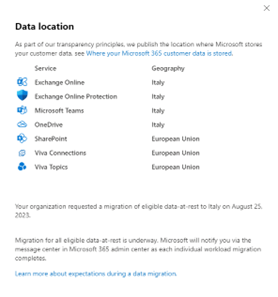 Data location
As part of our transparency principles, we publish the location where Microsoft stores
your customer data. see Where your Microsoft 365 customer data is stored.
Service Geography
Exchange Online Italy
Exchange Online Protection Italy
Microsoft Teams Italy
OneDrive Italy
SharePoint European Union
Viva Connections European Union
Viva Topics European Union
Your organization requested a migration of eligible data-at-rest to Italy on August 25,
2023.
Migration for all eligible data-at-rest is underway. Microsoft will notify you via the
message center in Microsoft 365 admin center as each individual workload migration
completes.
Learn more about expectations during a data migration.